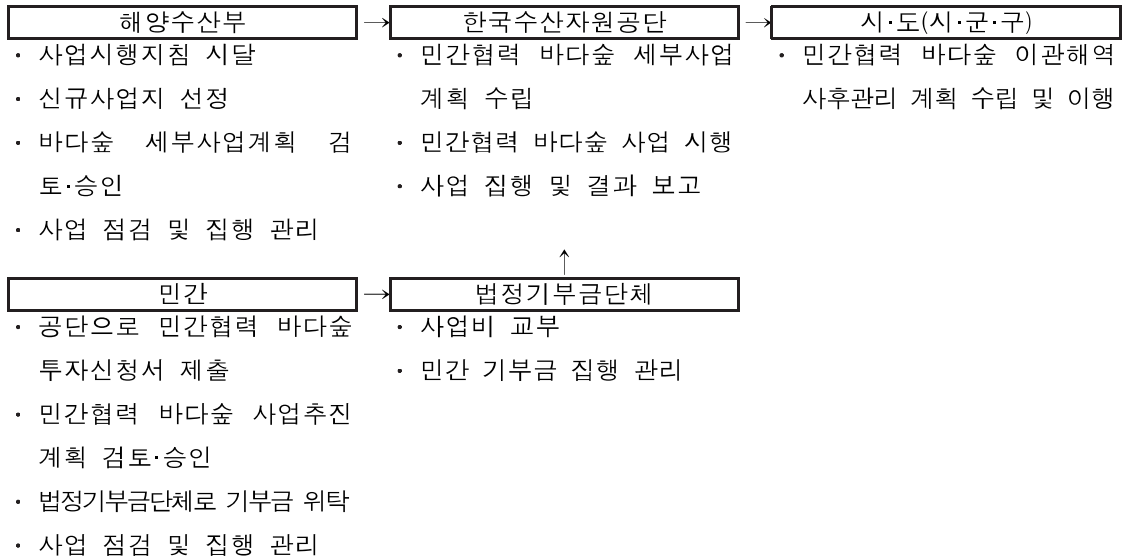 해양수산부 → 한국수산자원공단 → 시·도(시·군·구)
· 사업시행지침 시달
· 신규사업지 선정
· 바다숲 세부사업계획 검
토·승인
· 사업 점검 및 집행 관리
· 민간협력 바다숲 세부사업
계획 수립
· 민간협력 바다숲 사업 시행
· 사업 집행 및 결과 보고
· 민간협력 바다숲 이관해역
사후관리 계획 수립 및 이행
↑
민간 → 법정기부금단체
· 공단으로 민간협력 바다숲
투자신청서 제출
· 민간협력 바다숲 사업추진
계획 검토·승인
· 법정기부금단체로 기부금 위탁
· 사업 점검 및 집행 관리
· 사업비 교부
· 민간 기부금 집행 관리